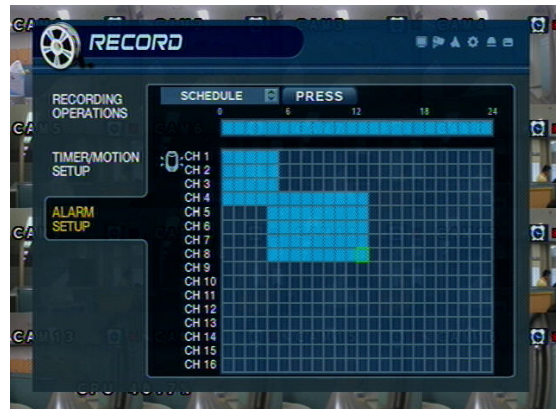 RECORD
RECORDING
OPERATIONS
TIMER/MOTION
SETUP
ALARM
SETUP
SCHEDULE
PRESS
0 6 12 18 24
CH 1
CH 2
CH 3
CH 4
CH 5
CH 6
CH 7
CH 8
CH 9
CH 10
CH 11
CH 12
CH 13
CH 14
CH 15
CH 16